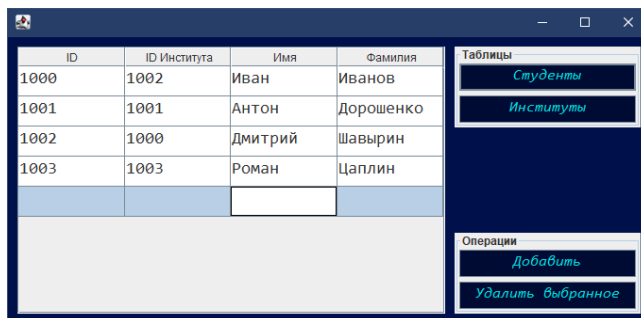 ID ID Института Имя Фамилия
1000 1002 Иван Иванов
1001 1001 Антон Дорошенко
1002 1000 Дмитрий Шавырин
1003 1003 Роман Цаплин
Таблицы
Студенты
Институты
Операции
Добавить
Удалить выбранное